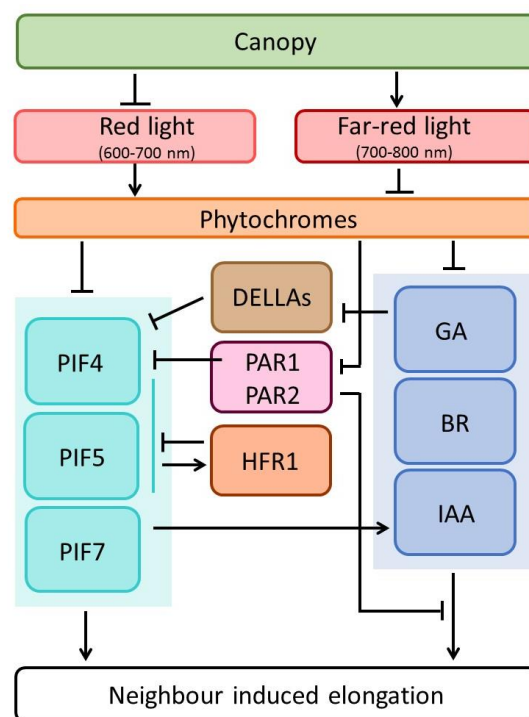 Canopy
Red light
(600-700 nm)
Far-red light
(700-800 nm)
Phytochromes
DELLAs
GA
PIF4
PAR1
PAR2
BR
PIF5
HFR1
IAA
PIF7
Neighbour induced elongation